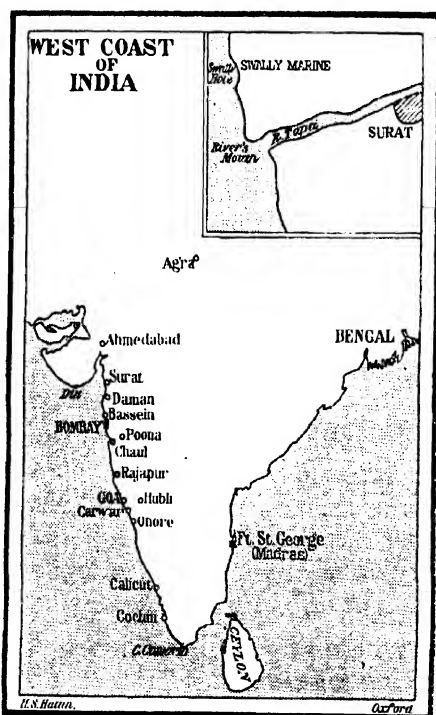 WEST COAST
OF
INDIA
Swally
Hole
SWALLY MARINE
R. Tapti
SURAT
River's
Mouth
Agra
BENGAL
Ahmedabad
Diu
Surat
Daman
Bassein
BOMBAY
Poona
Chaul
Rajapur
GOA
Hubli
Carwar
Onore
Ft. St. George
(Madras)
Calicut
Cochin
C. Comorin
CEYLON
Oxford